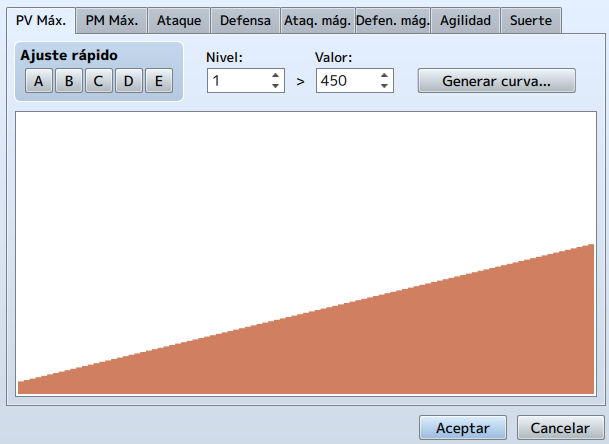 PV Máx. PM Máx. Ataque Defensa Ataq. mág. Defen. mág. Agilidad Suerte
Ajuste rápido Nivel: Valor:
A B C D E 1 > 450 Generar curva...
Aceptar Cancelar